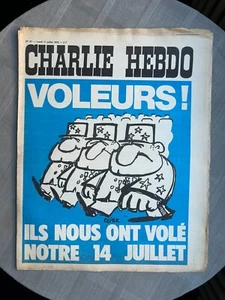 CHARLIE HEBDO
VOLEURS!
ILS NOUS ONT VOLÉ
NOTRE 14 JUILLET